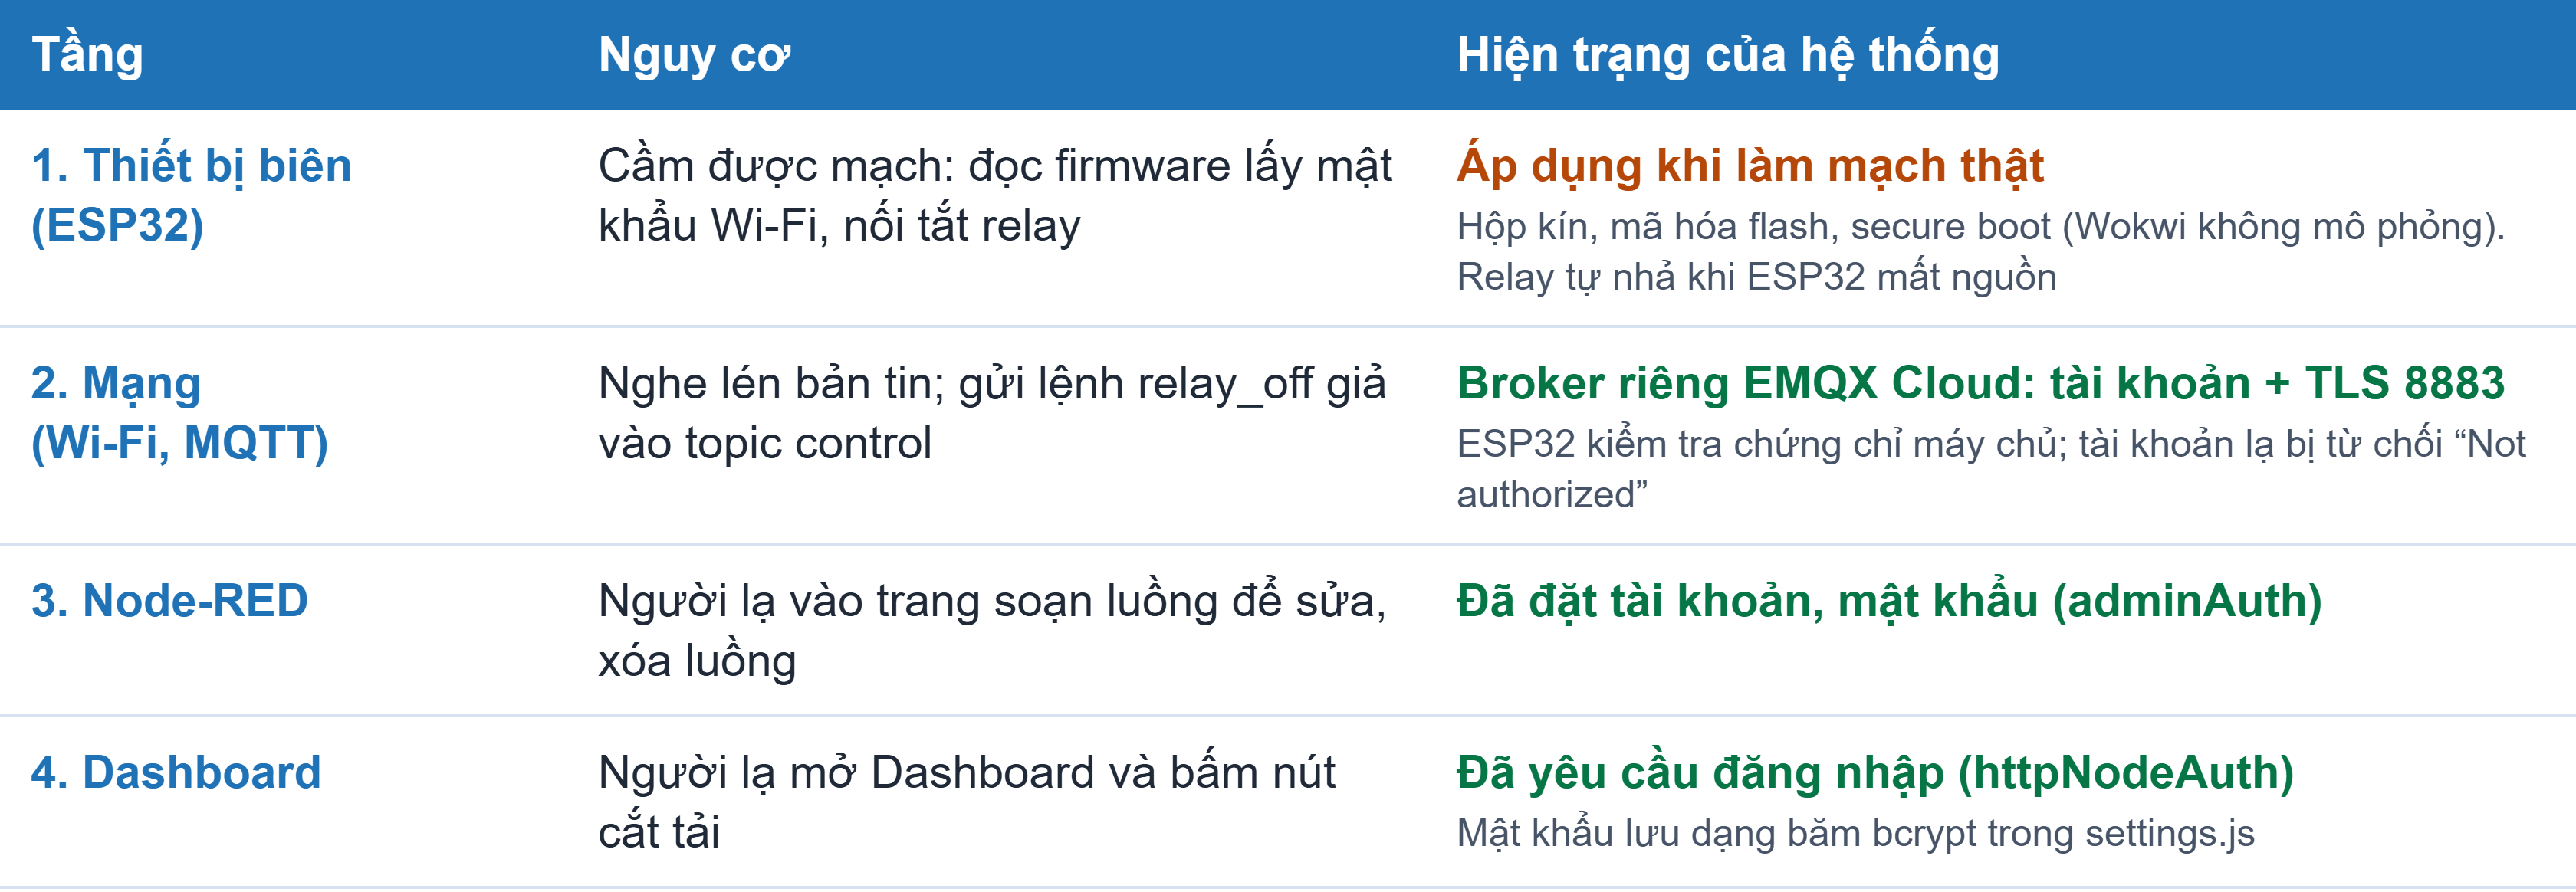 Tầng
Nguy cơ
Hiện trạng của hệ thống
1. Thiết bị biên
(ESP32)
Cầm được mạch: đọc firmware lấy mật
khẩu Wi-Fi, nối tắt relay
Áp dụng khi làm mạch thật
Hộp kín, mã hóa flash, secure boot (Wokwi không mô phỏng).
Relay tự nhả khi ESP32 mất nguồn
2. Mạng
(Wi-Fi, MQTT)
Nghe lén bản tin; gửi lệnh relay_off giả
vào topic control
Broker riêng EMQX Cloud: tài khoản + TLS 8883
ESP32 kiểm tra chứng chỉ máy chủ; tài khoản lạ bị từ chối “Not
authorized”
3. Node-RED
Người lạ vào trang soạn luồng để sửa,
xóa luồng
Đã đặt tài khoản, mật khẩu (adminAuth)
4. Dashboard
Người lạ mở Dashboard và bấm nút
cắt tải
Đã yêu cầu đăng nhập (httpNodeAuth)
Mật khẩu lưu dạng băm bcrypt trong settings.js